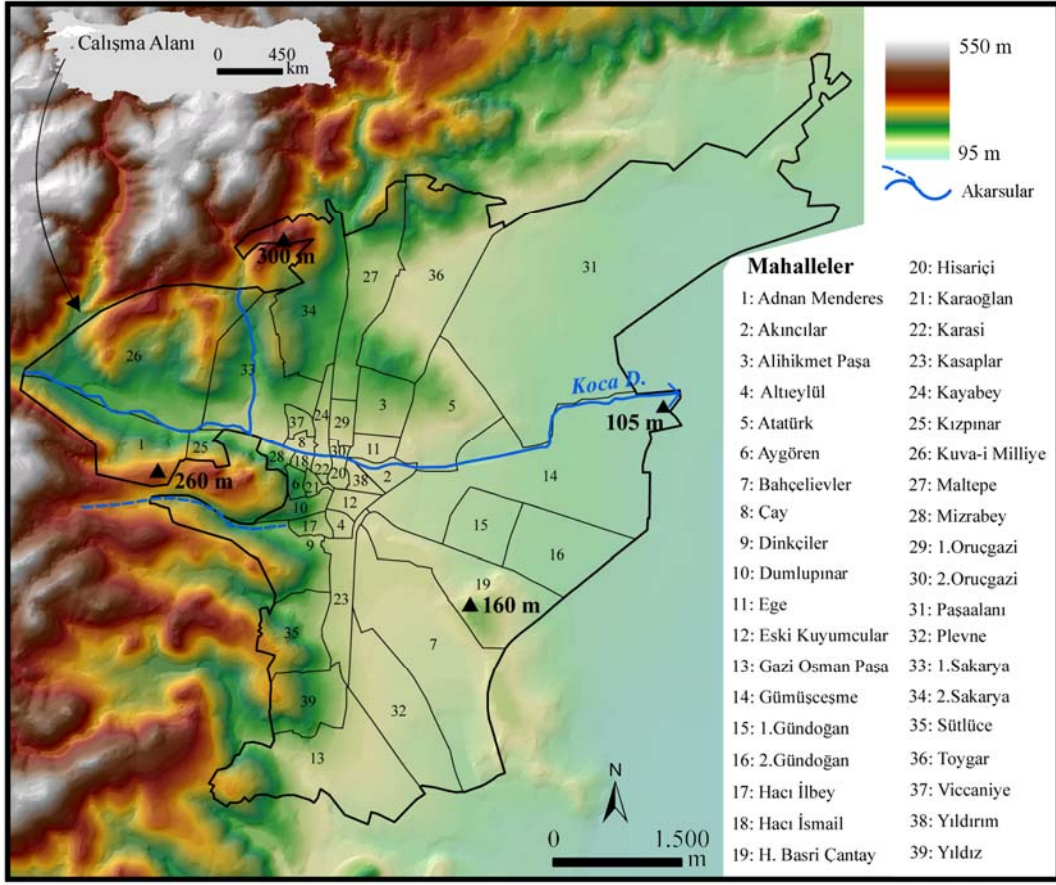 Calışma Alanı
0 450
km
550 m
95 m
Akarsular
300 m
27
36
31
34
26
33
Koca D.
105 m
37
24
29
3
5
8
1
11
30
1
25
28
18
22
20
38
2
14
260 m
6
21
10
12
17
4
15
16
9
19
160 m
23
7
35
39
32
13
N
0 1.500
m
Mahalleler
1: Adnan Menderes
2: Akıncılar
3: Alihikmet Paşa
4: Altıeylül
5: Atatürk
6: Aygören
7: Bahçelievler
8: Çay
9: Dinkçiler
10: Dumlupınar
11: Ege
12: Eski Kuyumcular
13: Gazi Osman Paşa
14: Gümüşceşme
15: 1.Gündoğan
16: 2.Gündoğan
17: Hacı İlbey
18: Hacı İsmail
19: H. Basri Çantay
20: Hisariçi
21: Karaoğlan
22: Karasi
23: Kasaplar
24: Kayabey
25: Kızpınar
26: Kuva-i Milliye
27: Maltepe
28: Mizrabey
29: 1.Oruçgazi
30: 2.Oruçgazi
31: Paşaalanı
32: Plevne
33: 1.Sakarya
34: 2.Sakarya
35: Sütlüce
36: Toygar
37: Viccaniye
38: Yıldırım
39: Yıldız